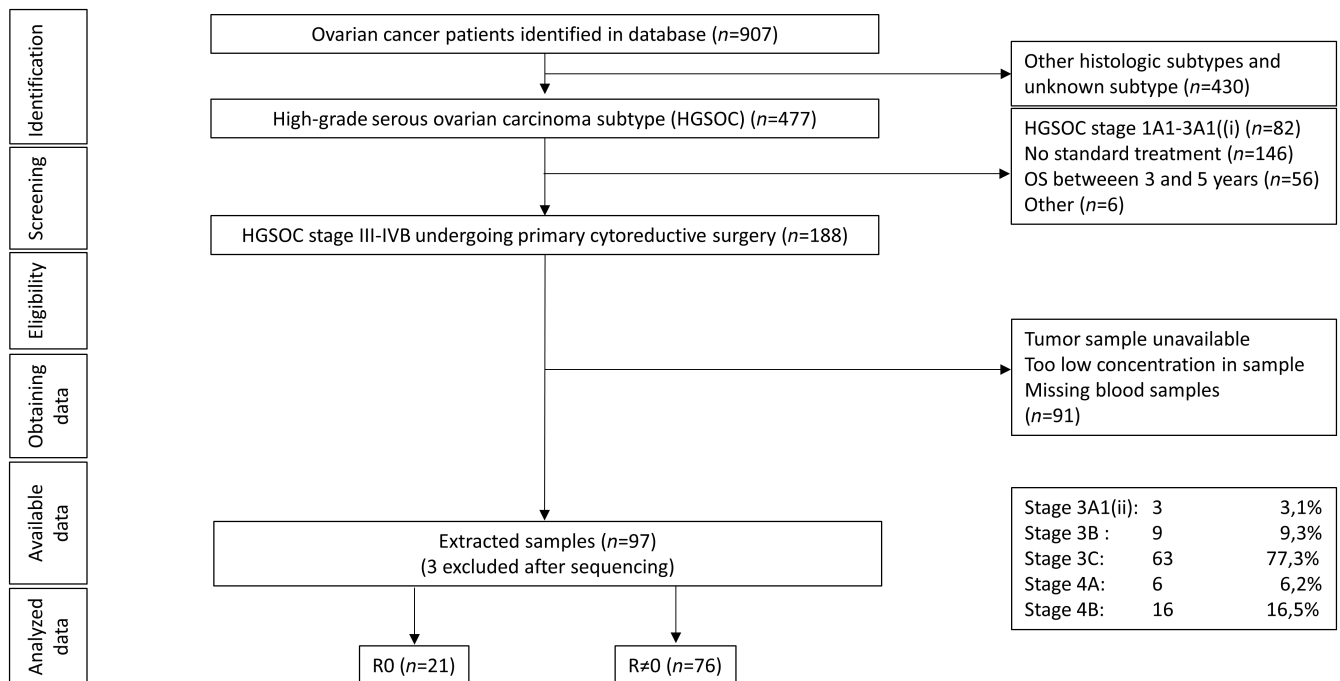 Identification
Screening
Eligibility
Obtaining
data
Available
data
Analyzed
data
Ovarian cancer patients identified in database (n=907)
Other histologic subtypes and
unknown subtype (n=430)
High-grade serous ovarian carcinoma subtype (HGSOC) (n=477)
HGSOC stage 1A1-3A1((i) (n=82)
No standard treatment (n=146)
OS betweeen 3 and 5 years (n=56)
Other (n=6)
HGSOC stage III-IVB undergoing primary cytoreductive surgery (n=188)
Tumor sample unavailable
Too low concentration in sample
Missing blood samples
(n=91)
Extracted samples (n=97)
(3 excluded after sequencing)
Stage 3A1(ii): 3 3,1%
Stage 3B : 9 9,3%
Stage 3C: 63 77,3%
Stage 4A: 6 6,2%
Stage 4B: 16 16,5%
R0 (n=21)
R≠0 (n=76)